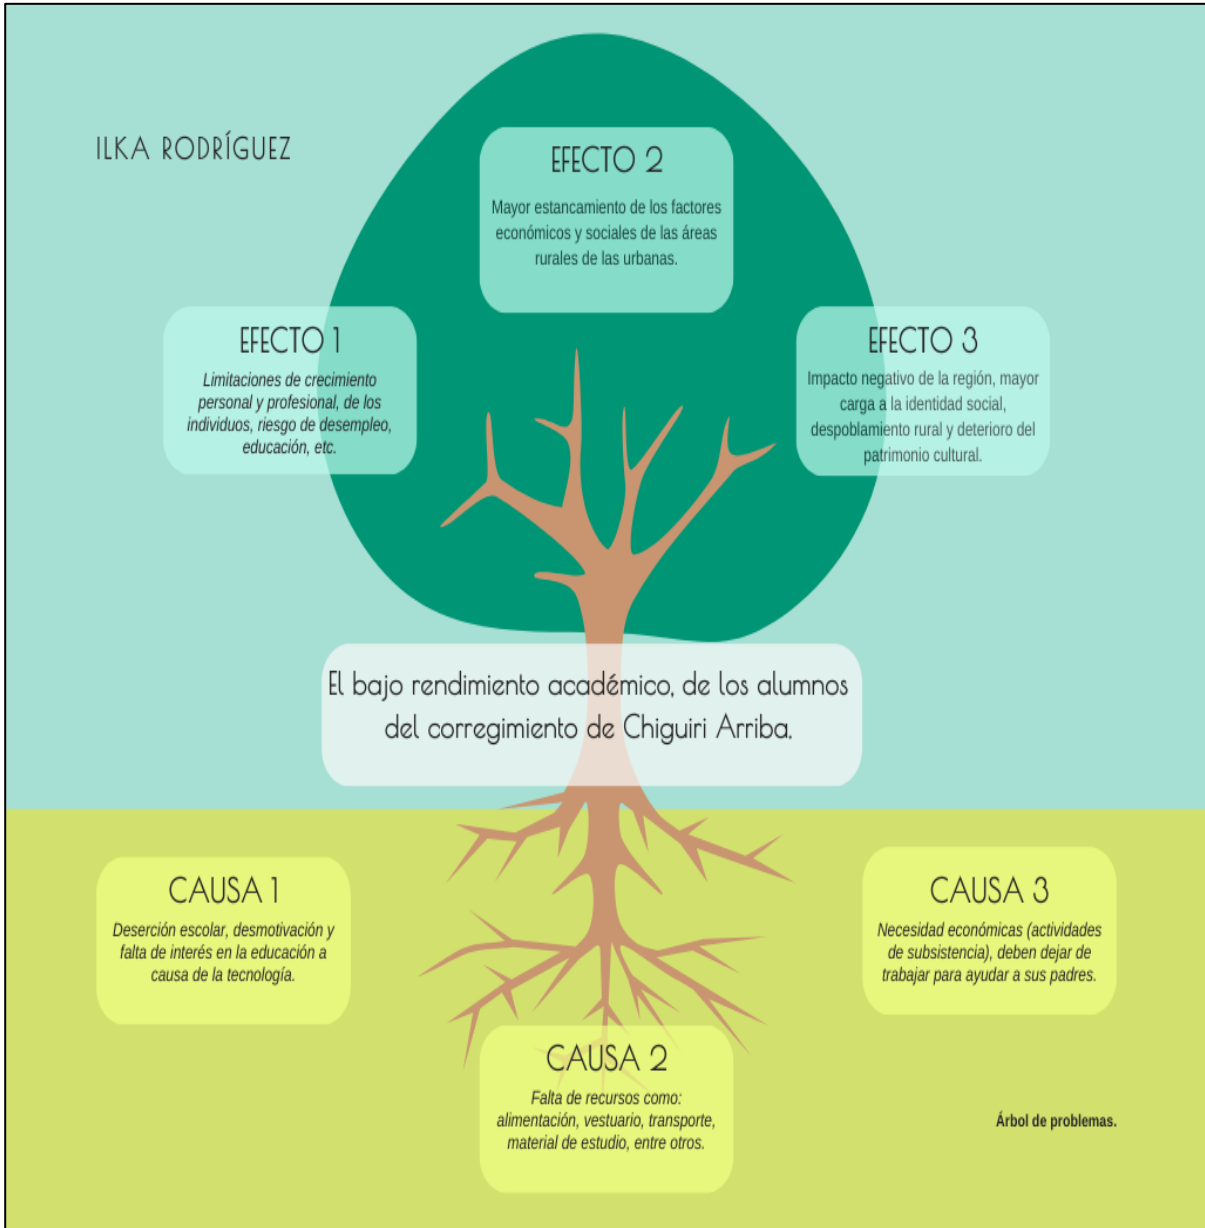 ILKA RODRÍGUEZ
EFECTO 2
Mayor estancamiento de los factores
económicos y sociales de las áreas
rurales de las urbanas.
EFECTO 1
Limitaciones de crecimiento
personal y profesional, de los
individuos, riesgo de desempleo,
educación, etc.
EFECTO 3
Impacto negativo de la región, mayor
carga a la identidad social,
despoblamiento rural y deterioro del
patrimonio cultural.
El bajo rendimiento académico, de los alumnos
del corregimiento de Chiguiri Arriba.
CAUSA 1
Deserción escolar, desmotivación y
falta de interés en la educación a
causa de la tecnología.
CAUSA 3
Necesidad económicas (actividades
de subsistencia), deben dejar de
trabajar para ayudar a sus padres.
CAUSA 2
Falta de recursos como:
alimentación, vestuario, transporte,
material de estudio, entre otros.
Árbol de problemas.